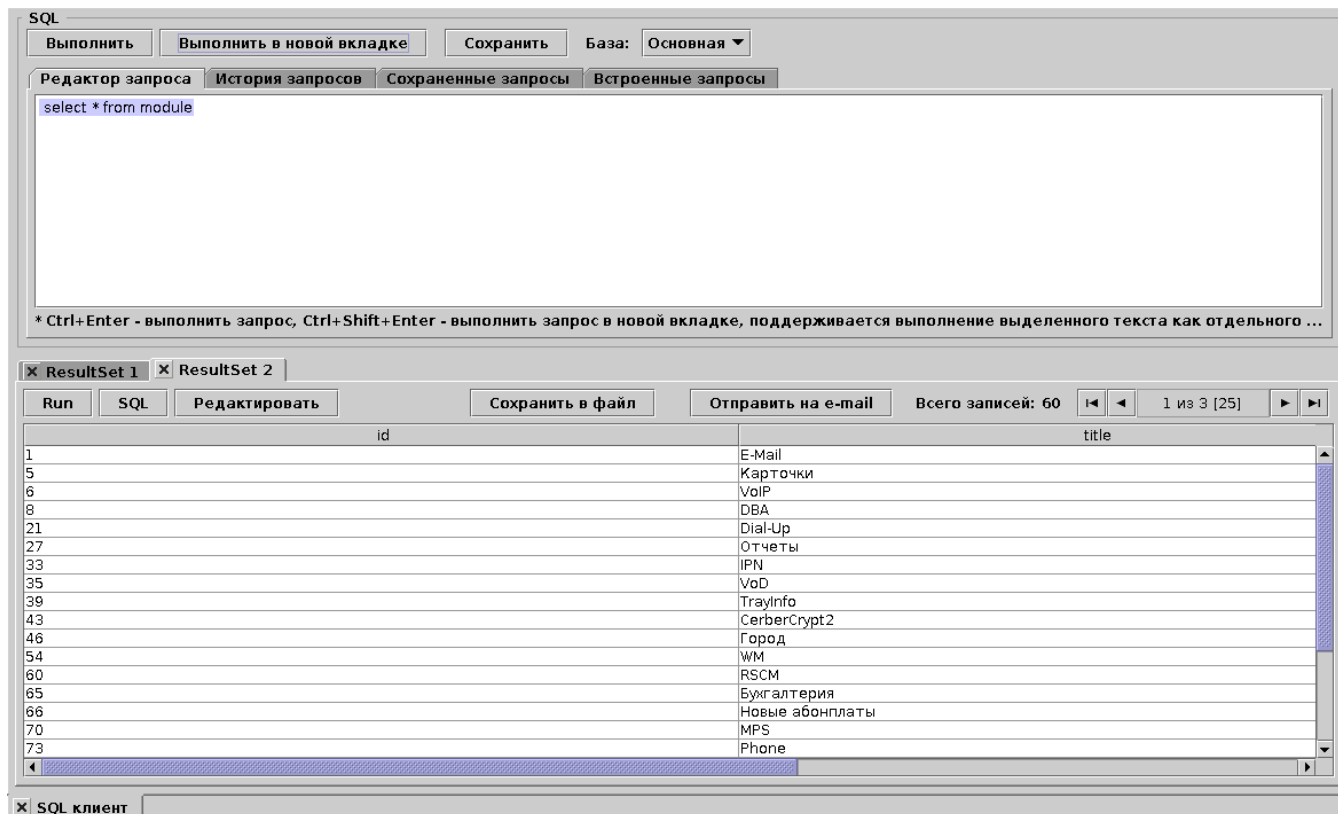 SQL
Выполнить Выполнить в новой вкладке Сохранить База: Основная
Редактор запроса История запросов Сохраненные запросы Встроенные запросы
select * from module
* Ctrl+Enter - выполнить запрос, Ctrl+Shift+Enter - выполнить запрос в новой вкладке, поддерживается выполнение выделенного текста как отдельного ...
ResultSet 1 ResultSet 2
Run SQL Редактировать Сохранить в файл Отправить на e-mail Всего записей: 60 1 из 3 [25]
id title
1 E-Mail
5 Карточки
6 VoIP
8 DBA
21 Dial-Up
27 Отчеты
33 IPN
35 VoD
39 TrayInfo
43 CerberCrypt2
46 Город
54 WM
60 RSCM
65 Бухгалтерия
66 Новые абонплаты
70 MPS
73 Phone
SQL клиент